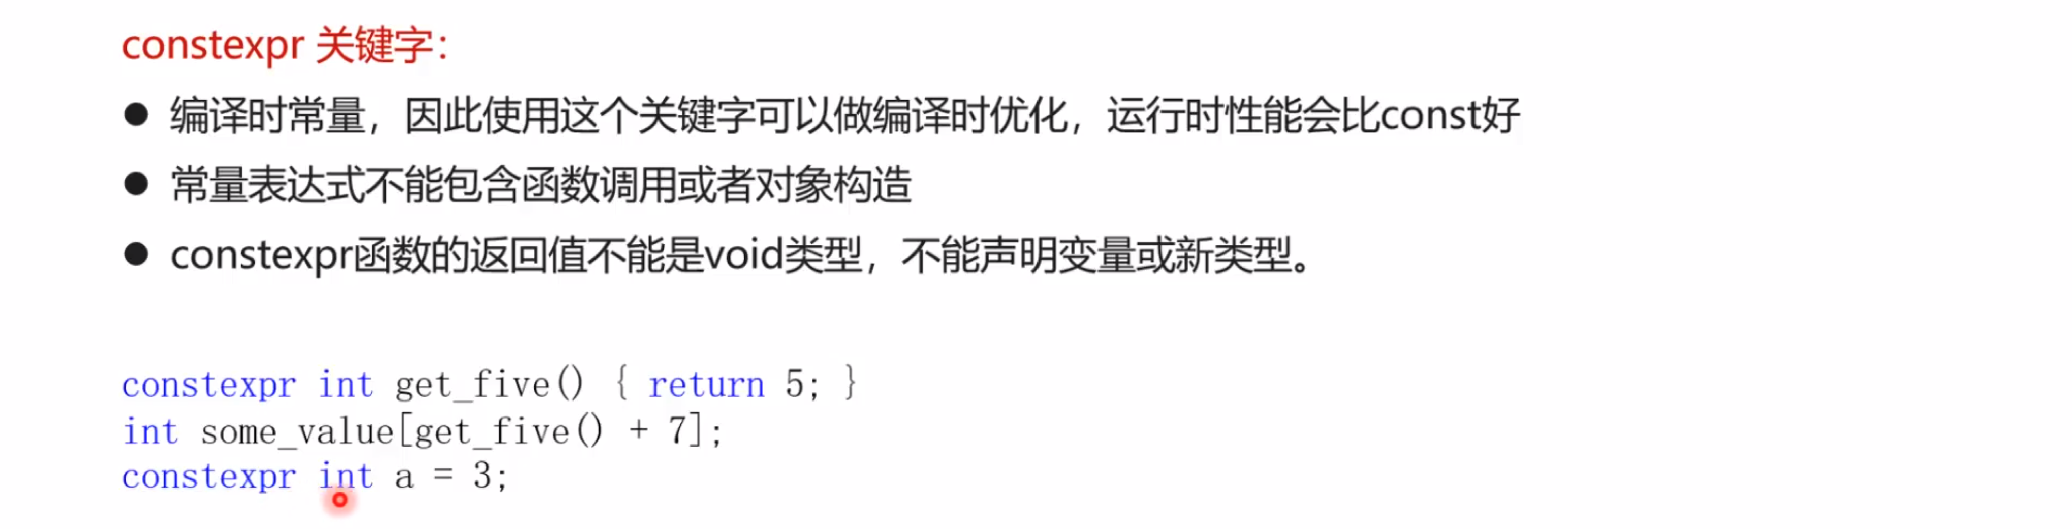 constexpr 关键字：
● 编译时常量，因此使用这个关键字可以做编译时优化，运行时性能会比const好
● 常量表达式不能包含函数调用或者对象构造
● constexpr函数的返回值不能是void类型，不能声明变量或新类型。
constexpr int get_five() { return 5; }
int some_value[get_five() + 7];
constexpr int a = 3;